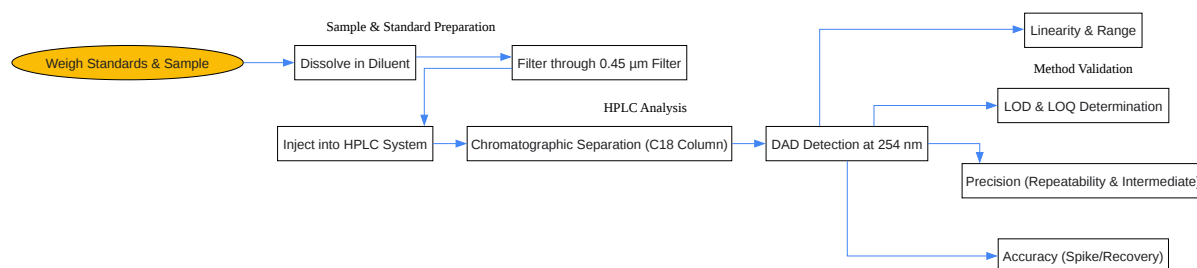 Sample & Standard Preparation
Weigh Standards & Sample
Dissolve in Diluent
Filter through 0.45 µm Filter
HPLC Analysis
Inject into HPLC System
Chromatographic Separation (C18 Column)
DAD Detection at 254 nm
Linearity & Range
Method Validation
LOD & LOQ Determination
Precision (Repeatability & Intermediate)
Accuracy (Spike/Recovery)